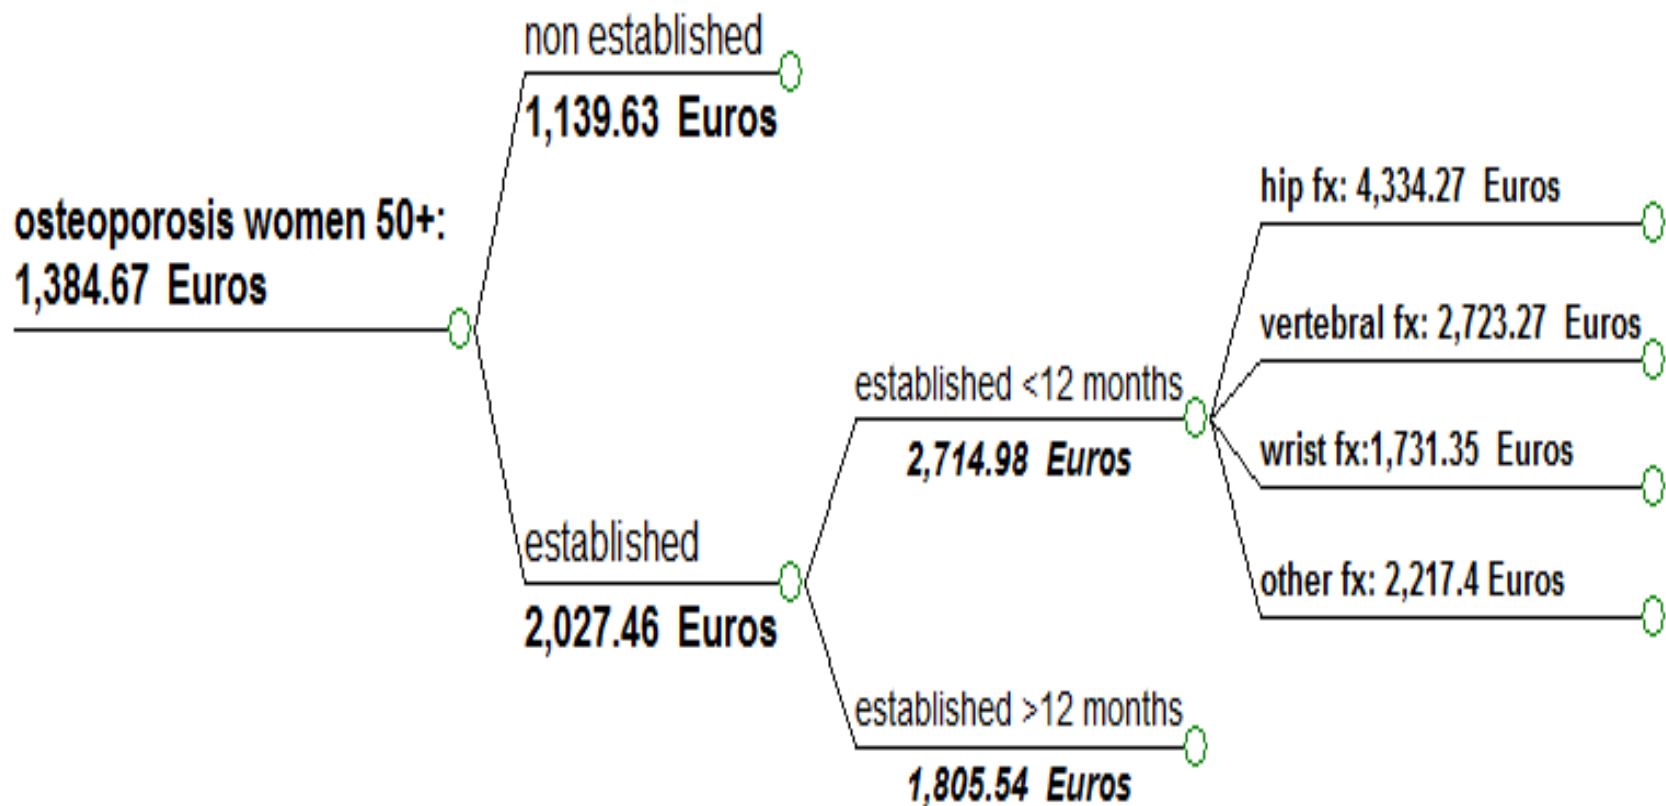 non established
1,139.63 Euros
osteoporosis women 50+:
1,384.67 Euros
established
2,027.46 Euros
established <12 months
2,714.98 Euros
established >12 months
1,805.54 Euros
hip fx: 4,334.27 Euros
vertebral fx: 2,723.27 Euros
wrist fx:1,731.35 Euros
other fx: 2,217.4 Euros